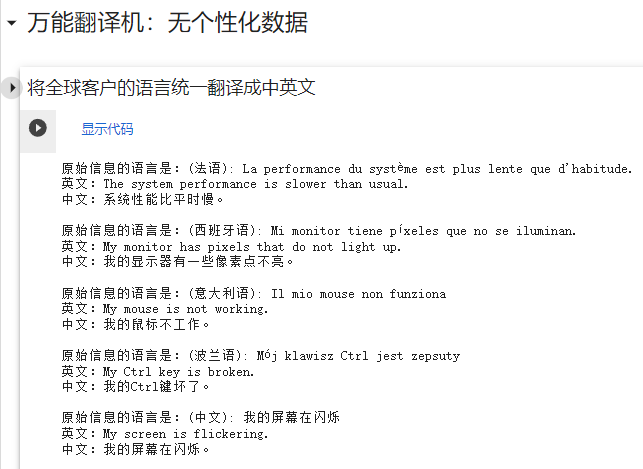 万能翻译机：无个性化数据
将全球客户的语言统一翻译成中英文
显示代码
原始信息的语言是：(法语): La performance du système est plus lente que d'habitude.
英文：The system performance is slower than usual.
中文：系统性能比平时慢。
原始信息的语言是：(西班牙语): Mi monitor tiene píxeles que no se iluminan.
英文：My monitor has pixels that do not light up.
中文：我的显示器有一些像素点不亮。
原始信息的语言是：(意大利语): Il mio mouse non funziona
英文：My mouse is not working.
中文：我的鼠标不工作。
原始信息的语言是：(波兰语): Mój klawisz Ctrl jest zepsuty
英文：My Ctrl key is broken.
中文：我的Ctrl键坏了。
原始信息的语言是：(中文): 我的屏幕在闪烁
英文：My screen is flickering.
中文：我的屏幕在闪烁。